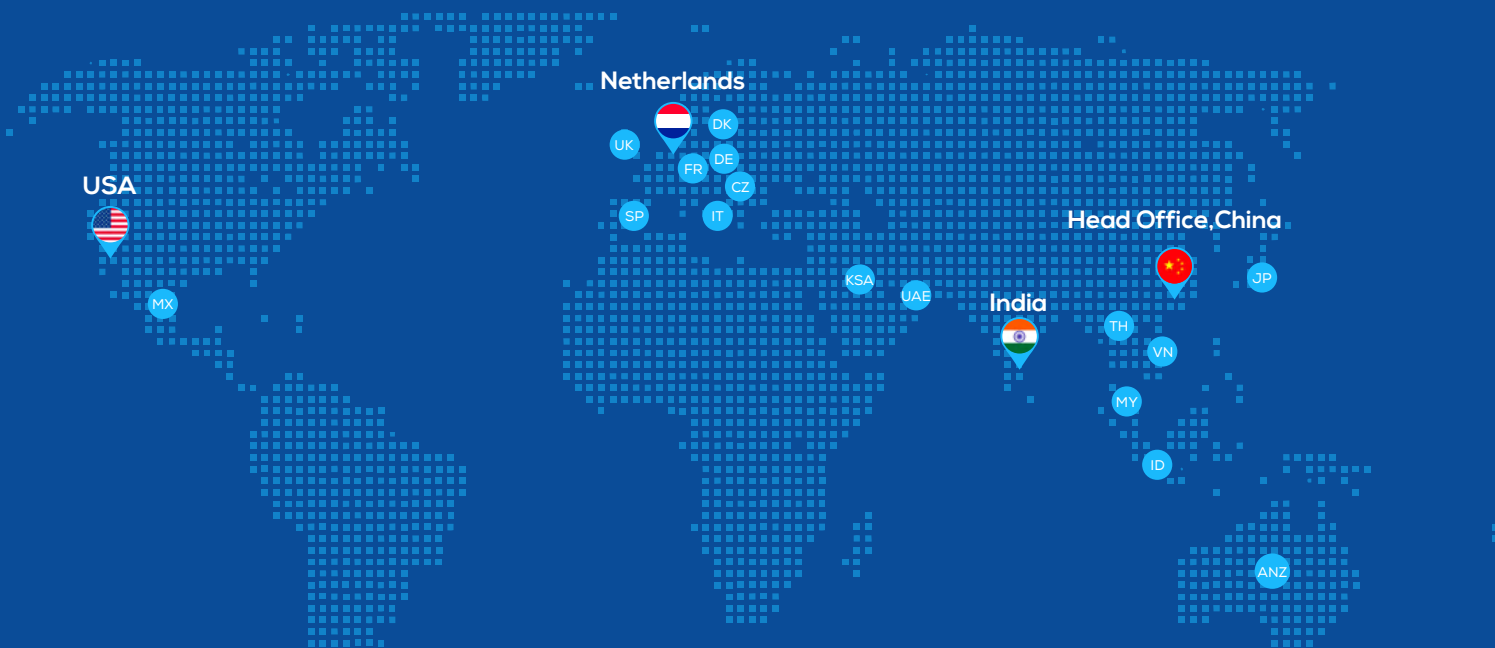 Netherlands
DK
UK
DE
FR
CZ
USA
SP
IT
Head Office,China
KSA
JP
UAE
MX
India
TH
VN
MY
ID
ANZ